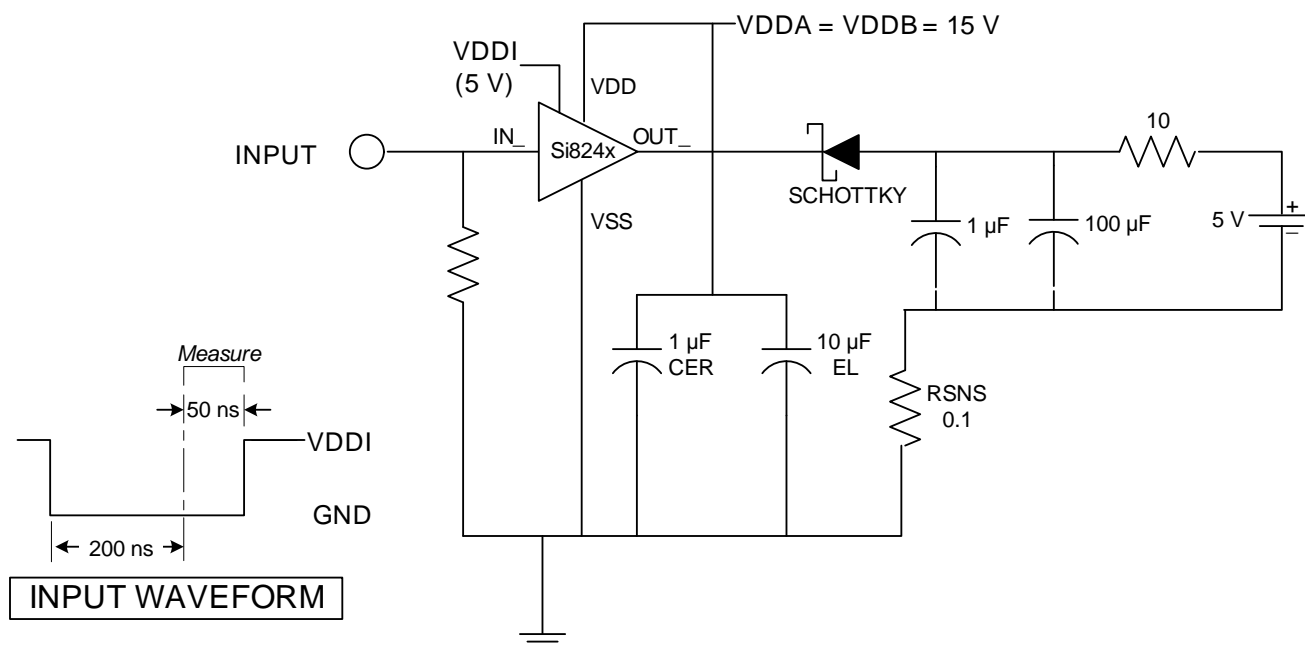 VDDA = VDDB = 15 V
VDDI
(5 V)
VDD
10
INPUT
IN_
Si824x
OUT_
SCHOTTKY
VSS
1 µF
100 µF
5 V
+
–
1 µF
CER
10 µF
EL
RSNS
0.1
Measure
50 ns
VDDI
GND
200 ns
INPUT WAVEFORM